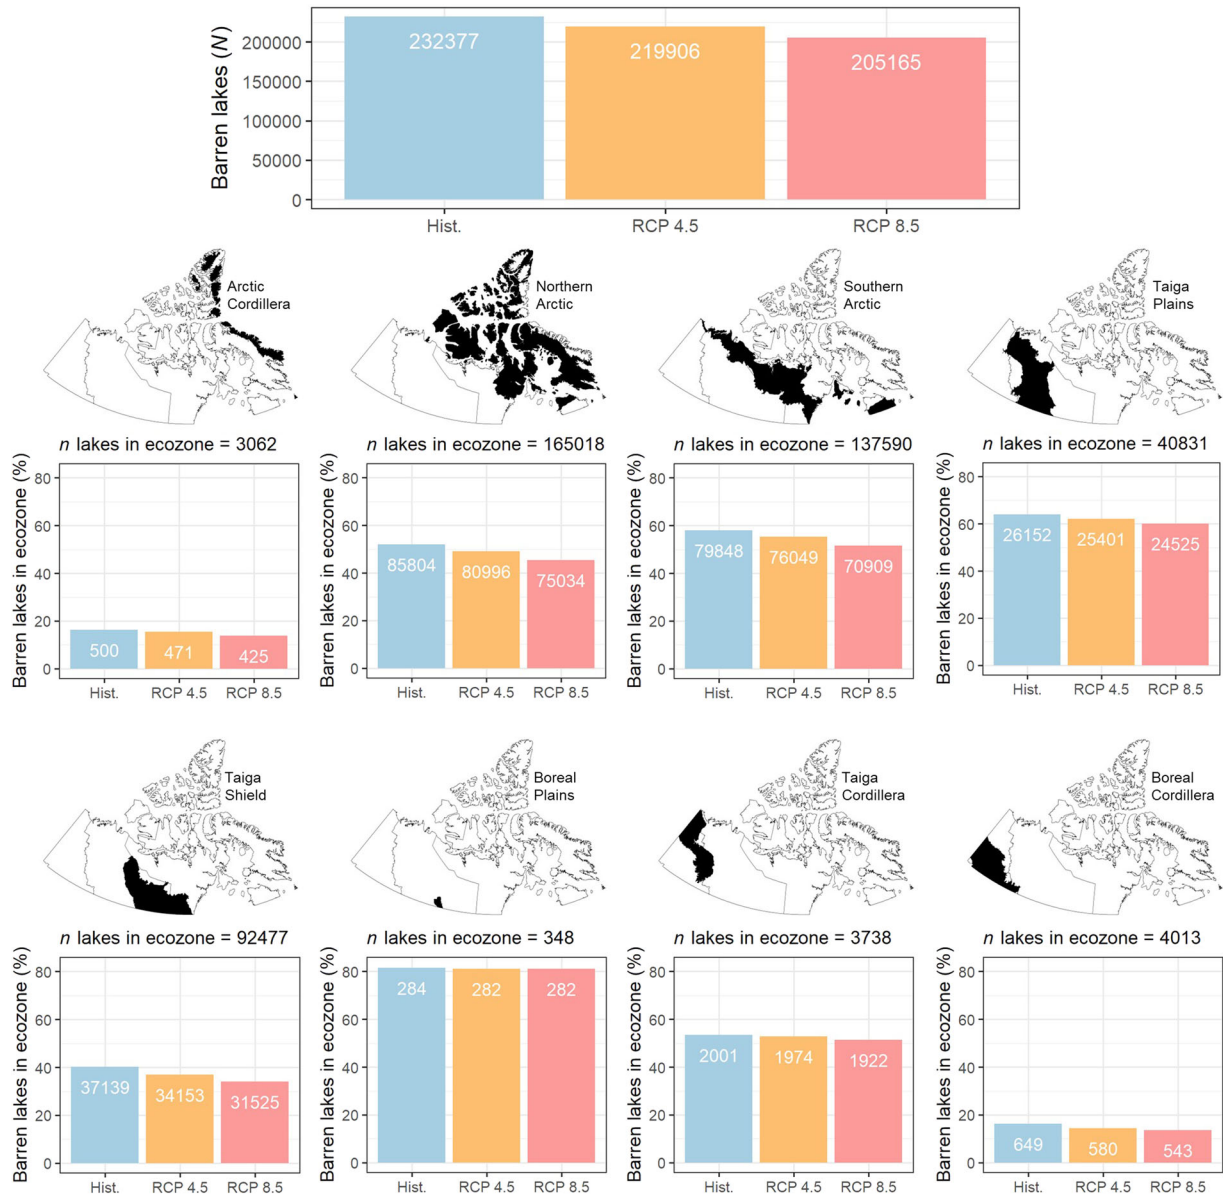 Barren lakes (N)
200000
150000
100000
50000
0
232377
219906
205165
Hist.
RCP 4.5
RCP 8.5
Arctic
Cordillera
Northern
Arctic
Southern
Arctic
Taiga
Plains
n lakes in ecozone = 3062
n lakes in ecozone = 165018
n lakes in ecozone = 137590
n lakes in ecozone = 40831
Barren lakes in ecozone (%)
80
60
40
20
0
500
471
425
Hist.
RCP 4.5
RCP 8.5
Barren lakes in ecozone (%)
80
60
40
20
0
85804
80996
75034
Hist.
RCP 4.5
RCP 8.5
Barren lakes in ecozone (%)
80
60
40
20
0
79848
76049
70909
Hist.
RCP 4.5
RCP 8.5
Barren lakes in ecozone (%)
80
60
40
20
0
26152
25401
24525
Hist.
RCP 4.5
RCP 8.5
Taiga
Shield
Boreal
Plains
Taiga
Cordillera
Boreal
Cordillera
n lakes in ecozone = 92477
n lakes in ecozone = 348
n lakes in ecozone = 3738
n lakes in ecozone = 4013
Barren lakes in ecozone (%)
80
60
40
20
0
37139
34153
31525
Hist.
RCP 4.5
RCP 8.5
Barren lakes in ecozone (%)
80
60
40
20
0
284
282
282
Hist.
RCP 4.5
RCP 8.5
Barren lakes in ecozone (%)
80
60
40
20
0
2001
1974
1922
Hist.
RCP 4.5
RCP 8.5
Barren lakes in ecozone (%)
80
60
40
20
0
649
580
543
Hist.
RCP 4.5
RCP 8.5